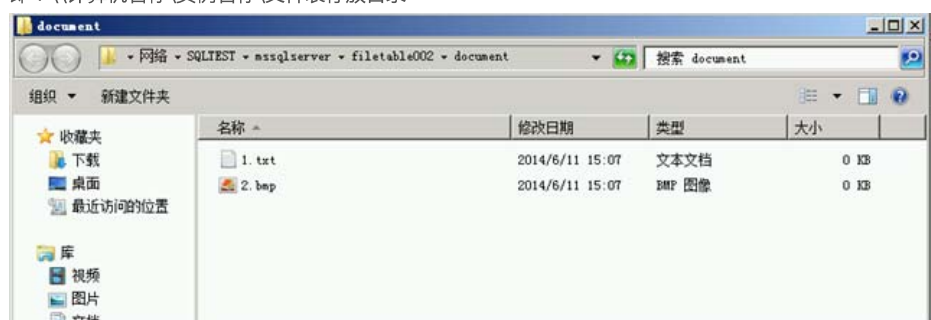 document
网络 SQLTEST mssqlserver filetable002 document 搜索 document
组织 新建文件夹
名称 修改日期 类型 大小
收藏夹
下载
桌面
最近访问的位置
库
视频
图片
1.txt 2014/6/11 15:07 文本文档 0 KB
2.bmp 2014/6/11 15:07 BMP 图像 0 KB